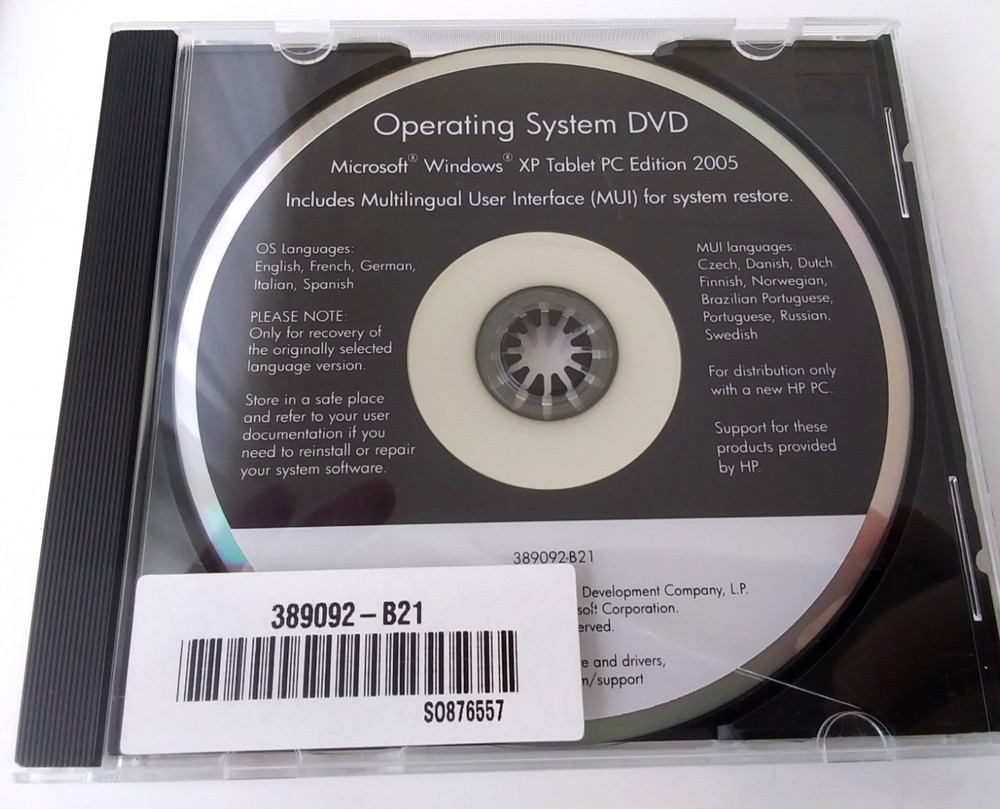 Operating System DVD
Microsoft® Windows® XP Tablet PC Edition 2005
Includes Multilingual User Interface (MUI) for system restore.
OS Languages:
English, French, German,
Italian, Spanish
PLEASE NOTE:
Only for recovery of
the originally selected
language version.
Store in a safe place
and refer to your user
documentation if you
need to reinstall or repair
your system software.
MUI languages:
Czech, Danish, Dutch,
Finnish, Norwegian,
Brazilian Portuguese,
Portuguese, Russian,
Swedish
For distribution only
with a new HP PC.
Support for these
products provided
by HP.
389092-B21
Development Company, L.P.
Corporation.
and drivers,
/support
389092-B21
S0876557